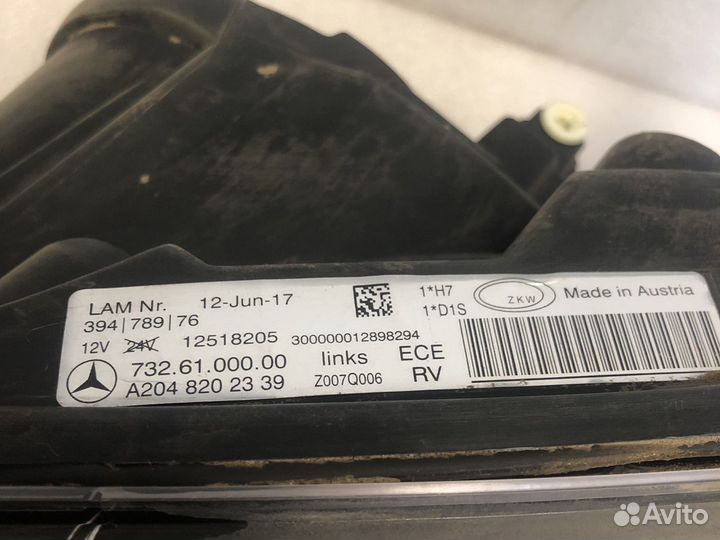 LAM Nr. 12-Jun-17 1*H7 ZKW Made in Austria
394|789|76 1*D1S
12V 24V 12518205 300000012898294
732.61.000.00 links ECE
A204 820 23 39 Z007Q006 RV
Avito